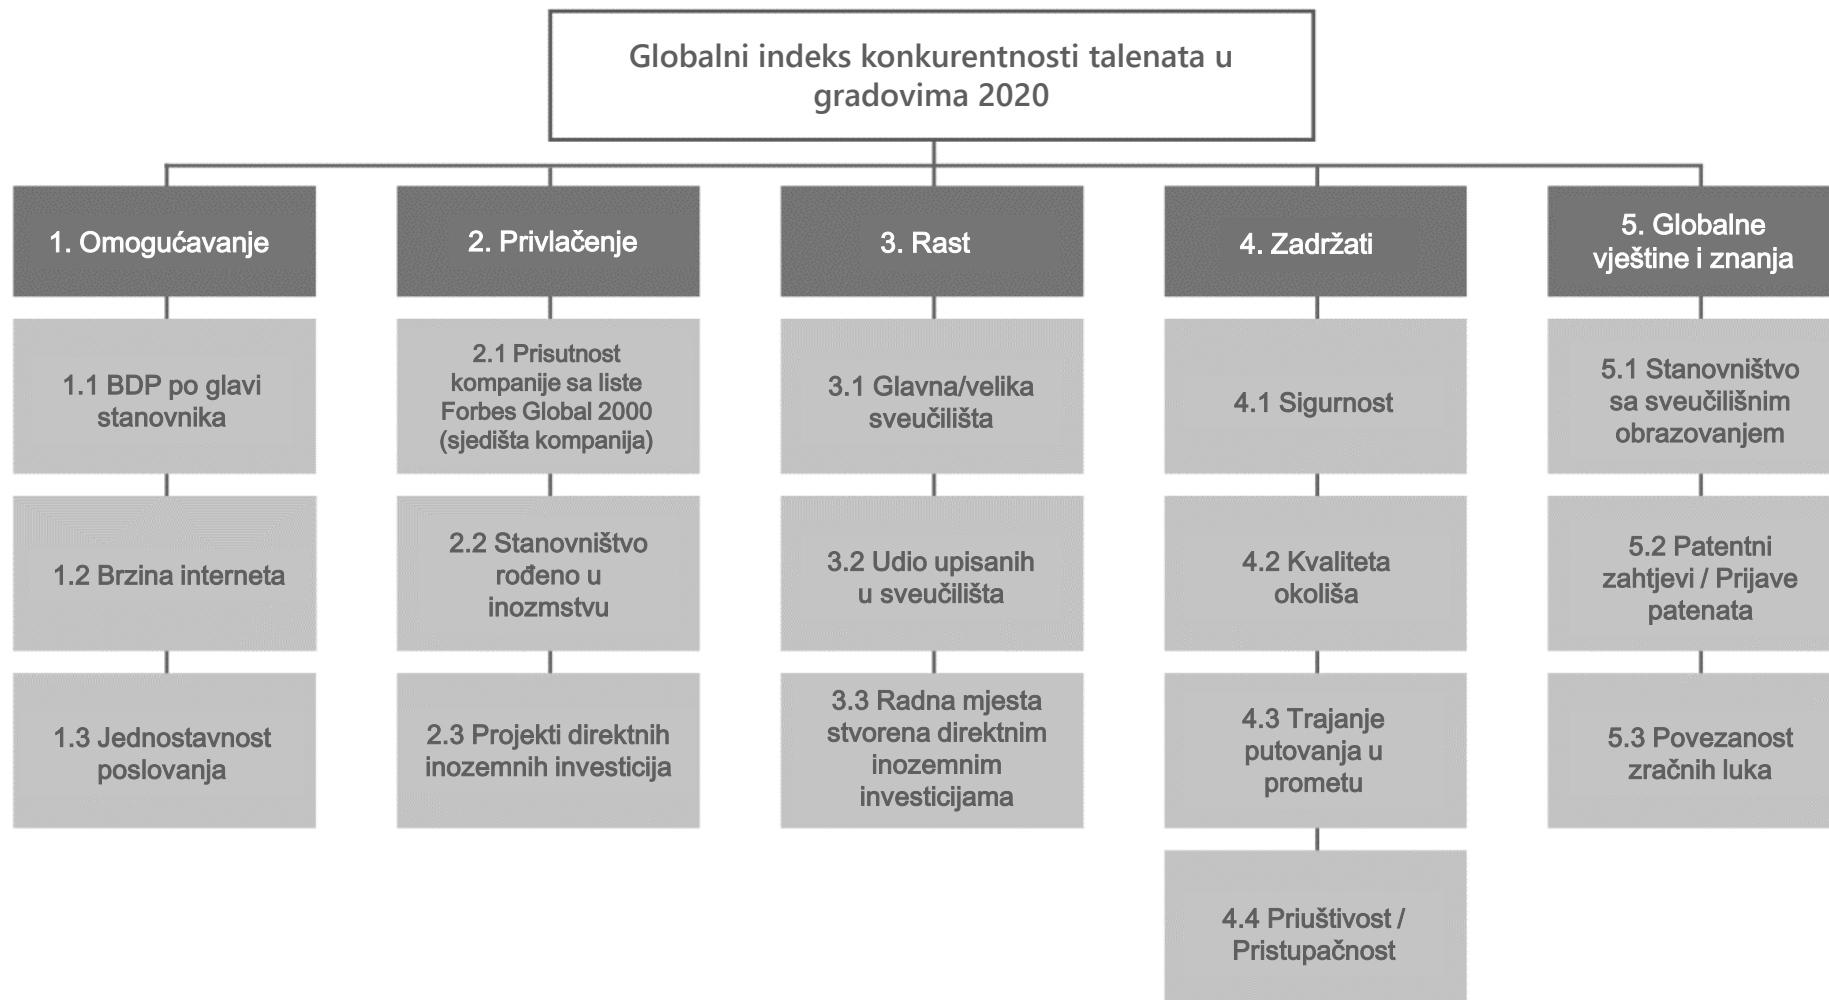 Globalni indeks konkurentnosti talenata u
gradovima 2020
1. Omogućavanje
1.1 BDP po glavi
stanovnika
1.2 Brzina interneta
1.3 Jednostavnost
poslovanja
2. Privlačenje
2.1 Prisutnost
kompanije sa liste
Forbes Global 2000
(sjedišta kompanija)
2.2 Stanovništvo
rođeno u
inozmstvu
2.3 Projekti direktnih
inozemnih investicija
3. Rast
3.1 Glavna/velika
sveučilišta
3.2 Udio upisanih
u sveučilišta
3.3 Radna mjesta
stvorena direktnim
inozemnim
investicijama
4. Zadržati
4.1 Sigurnost
4.2 Kvaliteta
okoliša
4.3 Trajanje
putovanja u
prometu
4.4 Priuštivost /
Pristupačnost
5. Globalne
vještine i znanja
5.1 Stanovništvo
sa sveučilišnim
obrazovanjem
5.2 Patentni
zahtjevi / Prijave
patenata
5.3 Povezanost
zračnih luka